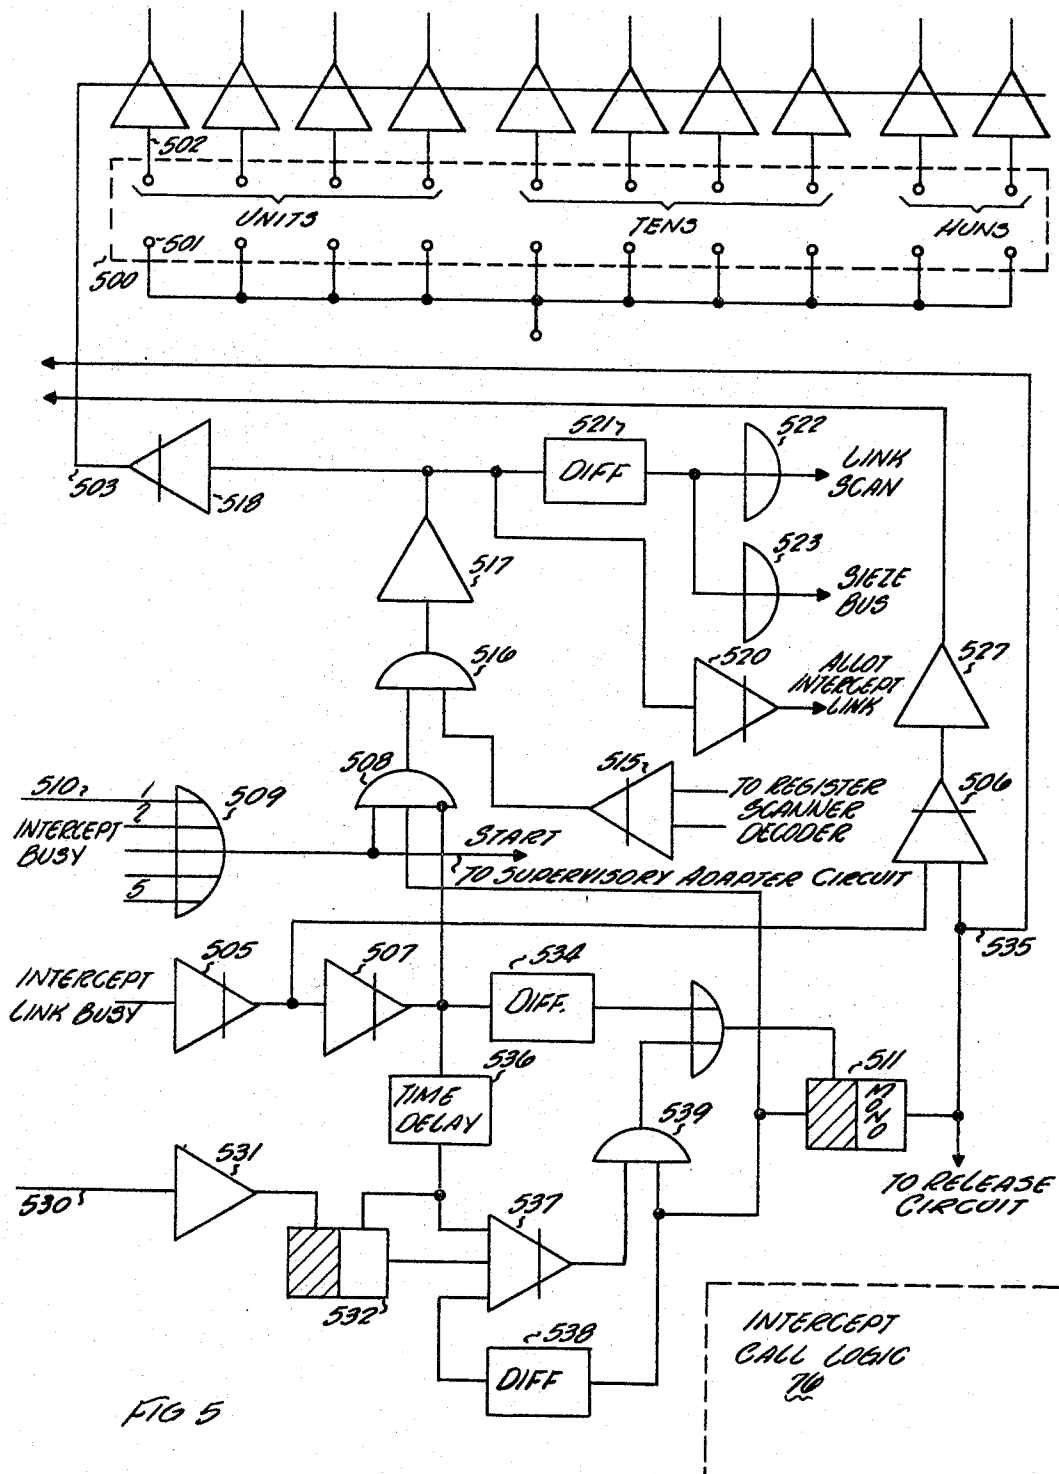 502
UNITS
TENS
HUNS
501
500
521
522
DIFF
LINK
SCAN
503
518
523
517
SIEZE
BUS
516
520
527
ALLOT
INTERCEPT
LINK
508
515
506
510
1
509
TO REGISTER
SCANNER
DECODER
2
INTERCEPT
BUSY
START
5
TO SUPERVISORY ADAPTER CIRCUIT
505
507
534
535
INTERCEPT
LINK BUSY
DIFF.
536
511
TIME
DELAY
MONO
539
531
TO RELEASE
CIRCUIT
530
537
532
538
INTERCEPT
CALL LOGIC
76
DIFF
FIG 5